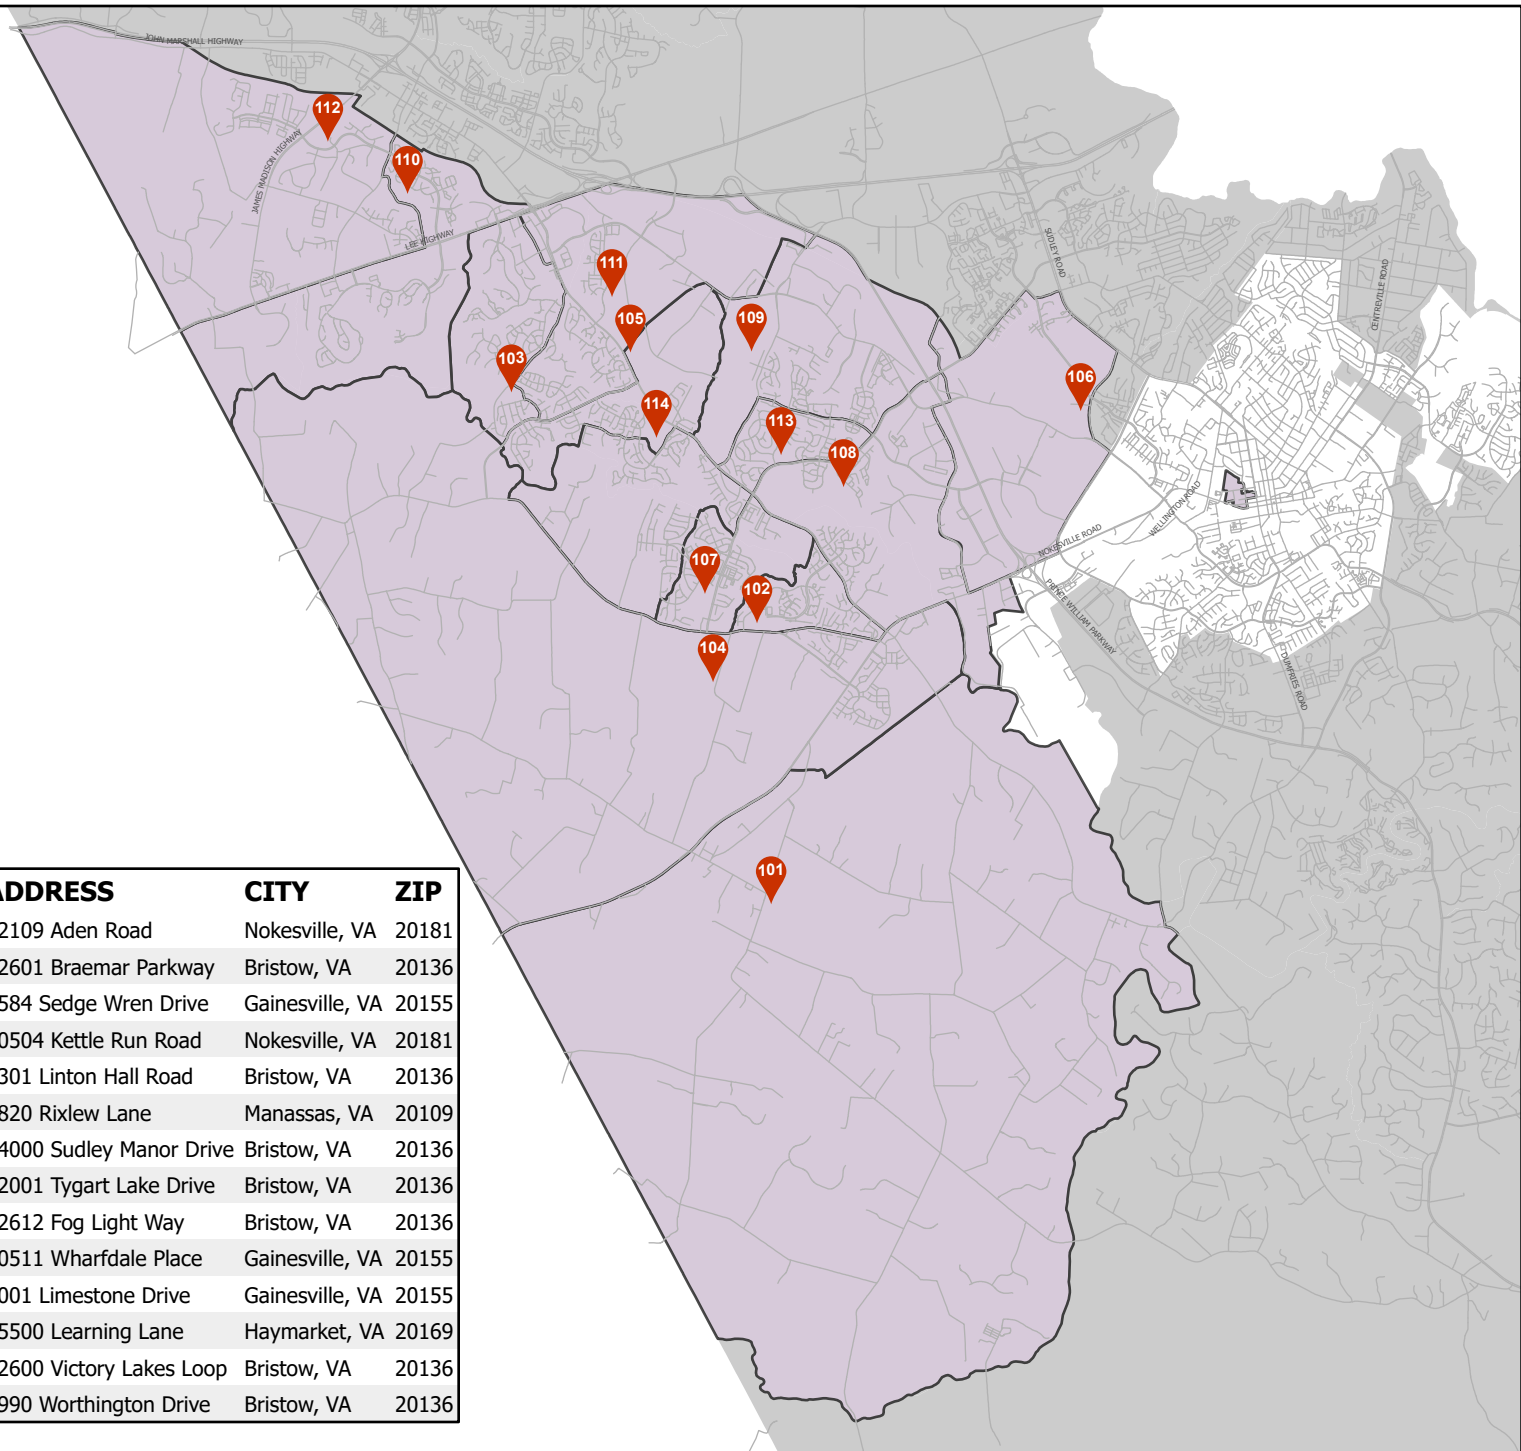 JOHN MARSHALL HIGHWAY
112
JAMES MADISON HIGHWAY
110
LEE HIGHWAY
SUDLEY ROAD
111
CENTREVILLE ROAD
105
109
103
106
114
113
108
WELLINGTON ROAD
NOKESVILLE ROAD
107
102
PRINCE WILLIAM PARKWAY
104
DUMFRIES ROAD
101
ADDRESS CITY ZIP
2109 Aden Road Nokesville, VA 20181
2601 Braemar Parkway Bristow, VA 20136
584 Sedge Wren Drive Gainesville, VA 20155
0504 Kettle Run Road Nokesville, VA 20181
301 Linton Hall Road Bristow, VA 20136
820 Rixlew Lane Manassas, VA 20109
4000 Sudley Manor Drive Bristow, VA 20136
2001 Tygart Lake Drive Bristow, VA 20136
2612 Fog Light Way Bristow, VA 20136
0511 Wharfdale Place Gainesville, VA 20155
001 Limestone Drive Gainesville, VA 20155
5500 Learning Lane Haymarket, VA 20169
2600 Victory Lakes Loop Bristow, VA 20136
990 Worthington Drive Bristow, VA 20136